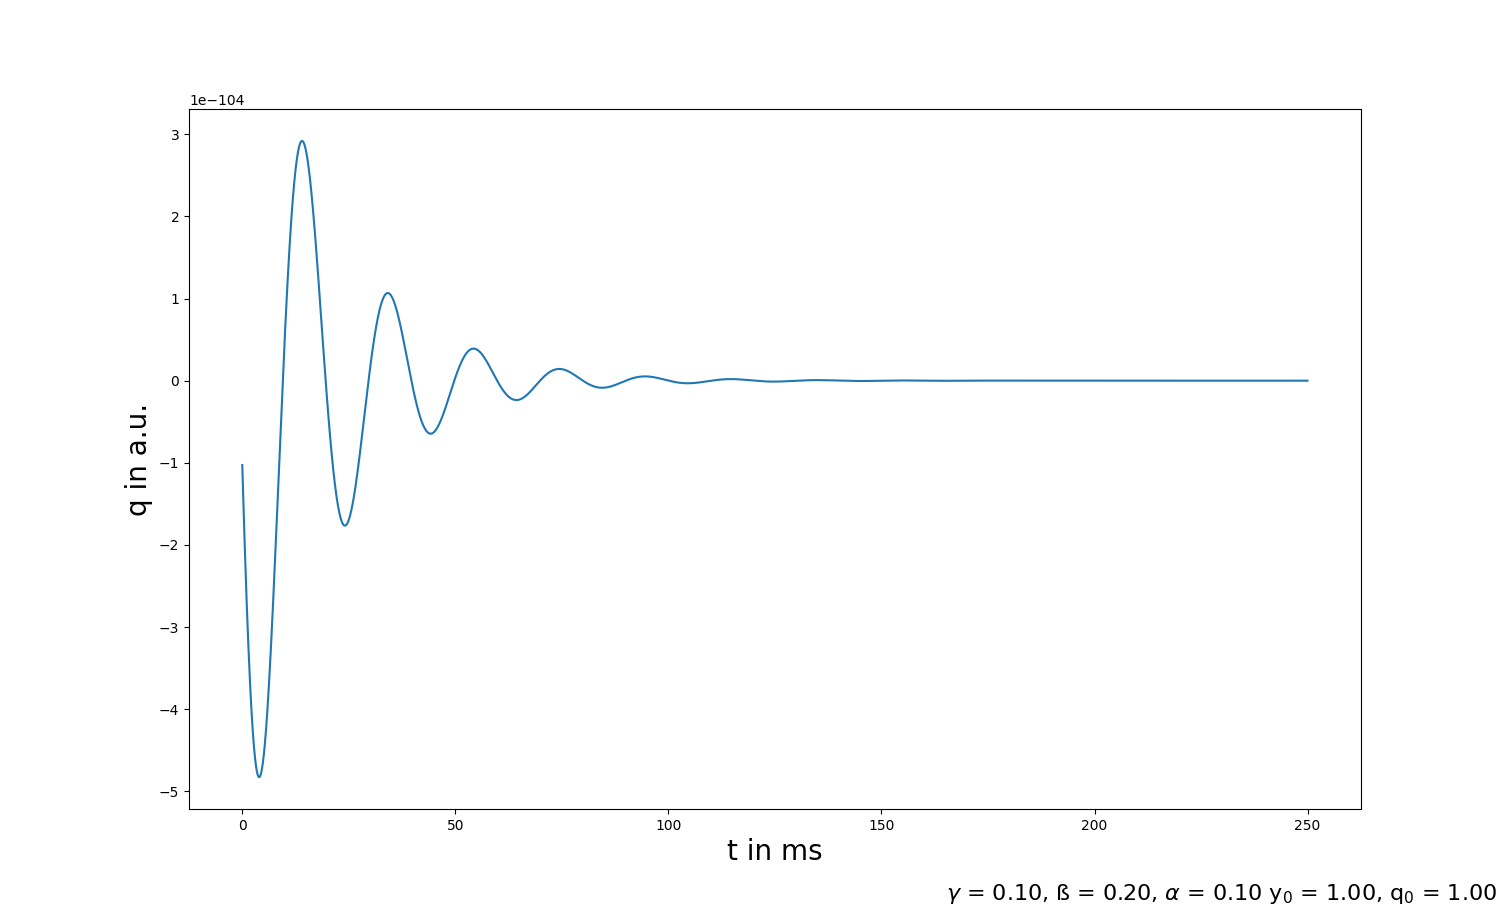 1e−104
3
2
1
0
−1
−2
−3
−4
−5
q in a.u.
0 50 100 150 200 250
t in ms
γ = 0.10, ß = 0.20, α = 0.10 y₀ = 1.00, q₀ = 1.00